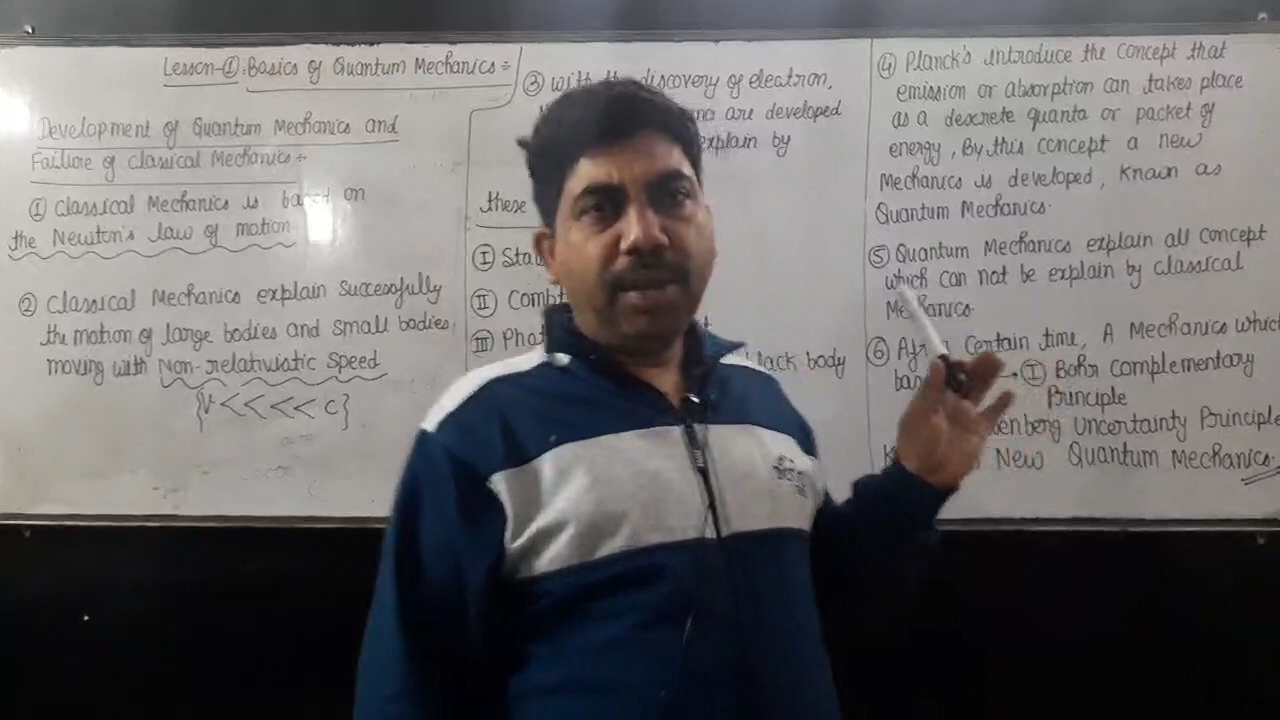 Lesson-① : Basics of Quantum Mechanics ÷
Development of Quantum Mechanics and
Failure of Classical Mechanics ÷
① Classical Mechanics is based on
the Newton's law of motion
② Classical Mechanics explain Successfully
the motion of large bodies and small bodies,
moving with Non-relativistic Speed
{V <<<< C}
③ With the discovery of electron,
are developed
explain by
these
Ⓘ
Ⓘ Ⓘ
black body
④ Planck's introduce the concept that
emission or absorption can takes place
as a descrete quanta or packet of
energy, By this concept a new
Mechanics is developed, Known as
Quantum Mechanics.
⑤ Quantum Mechanics explain all concept
which can not be explain by classical
Mechanics.
⑥ Certain time, A Mechanics which
→ Ⓘ Bohr Complementary
Principle
Uncertainty Principle
New Quantum Mechanics.